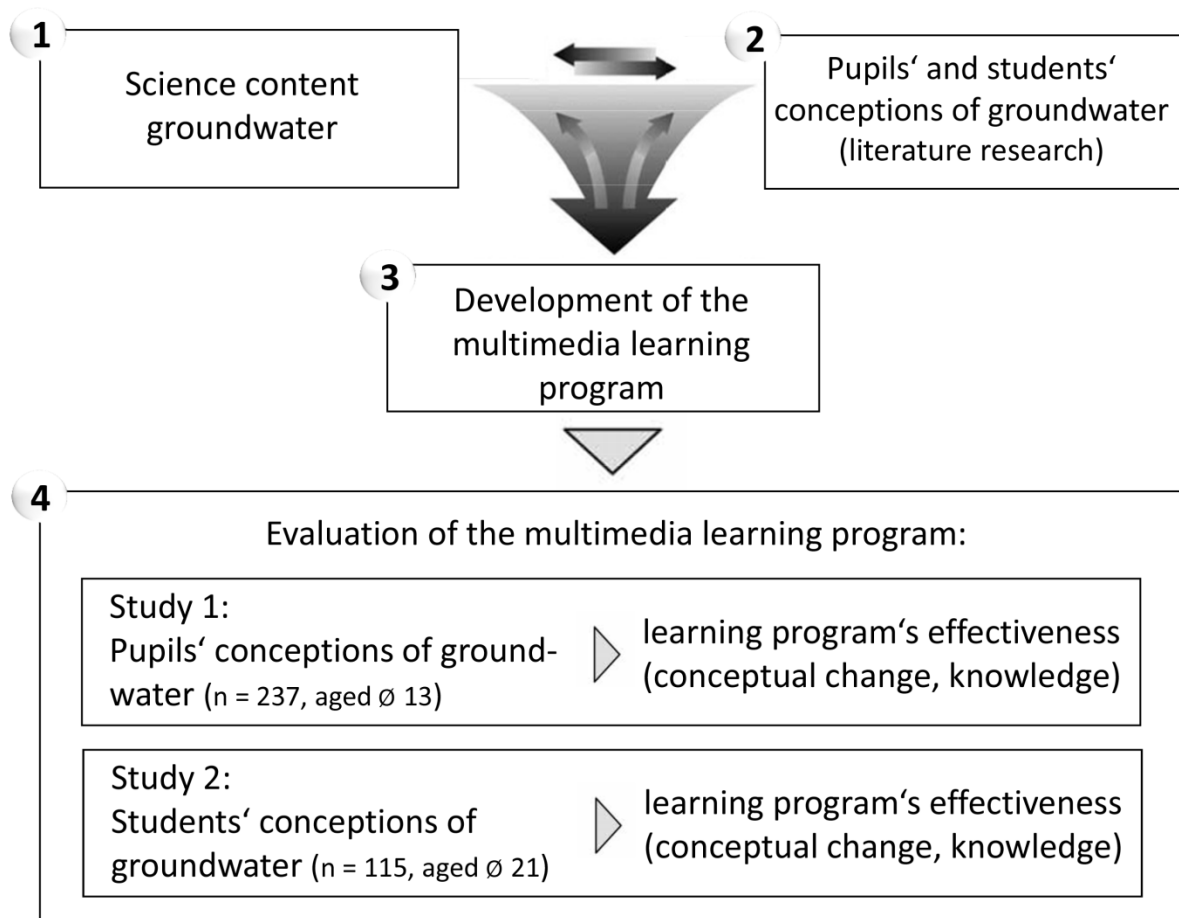 1
Science content
groundwater
2
Pupils‘ and students‘
conceptions of groundwater
(literature research)
3
Development of the
multimedia learning
program
4
Evaluation of the multimedia learning program:
Study 1:
Pupils‘ conceptions of ground-
water (n = 237, aged ø 13)
learning program‘s effectiveness
(conceptual change, knowledge)
Study 2:
Students‘ conceptions of
groundwater (n = 115, aged ø 21)
learning program‘s effectiveness
(conceptual change, knowledge)